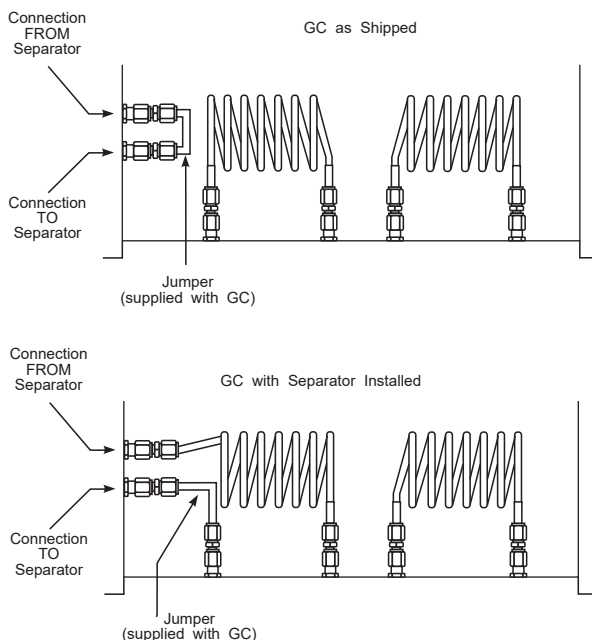 Connection
FROM
Separator
GC as Shipped
Connection
TO
Separator
Jumper
(supplied with GC)
Connection
FROM
Separator
GC with Separator Installed
Connection
TO
Separator
Jumper
(supplied with GC)